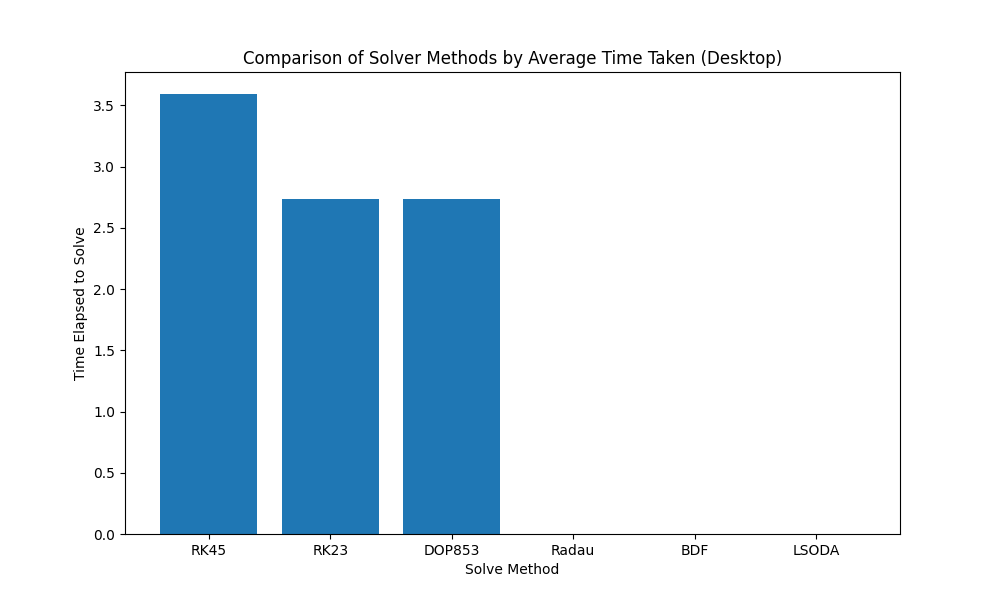 Comparison of Solver Methods by Average Time Taken (Desktop)
Time Elapsed to Solve
3.5
3.0
2.5
2.0
1.5
1.0
0.5
0.0
RK45 RK23 DOP853 Radau BDF LSODA
Solve Method